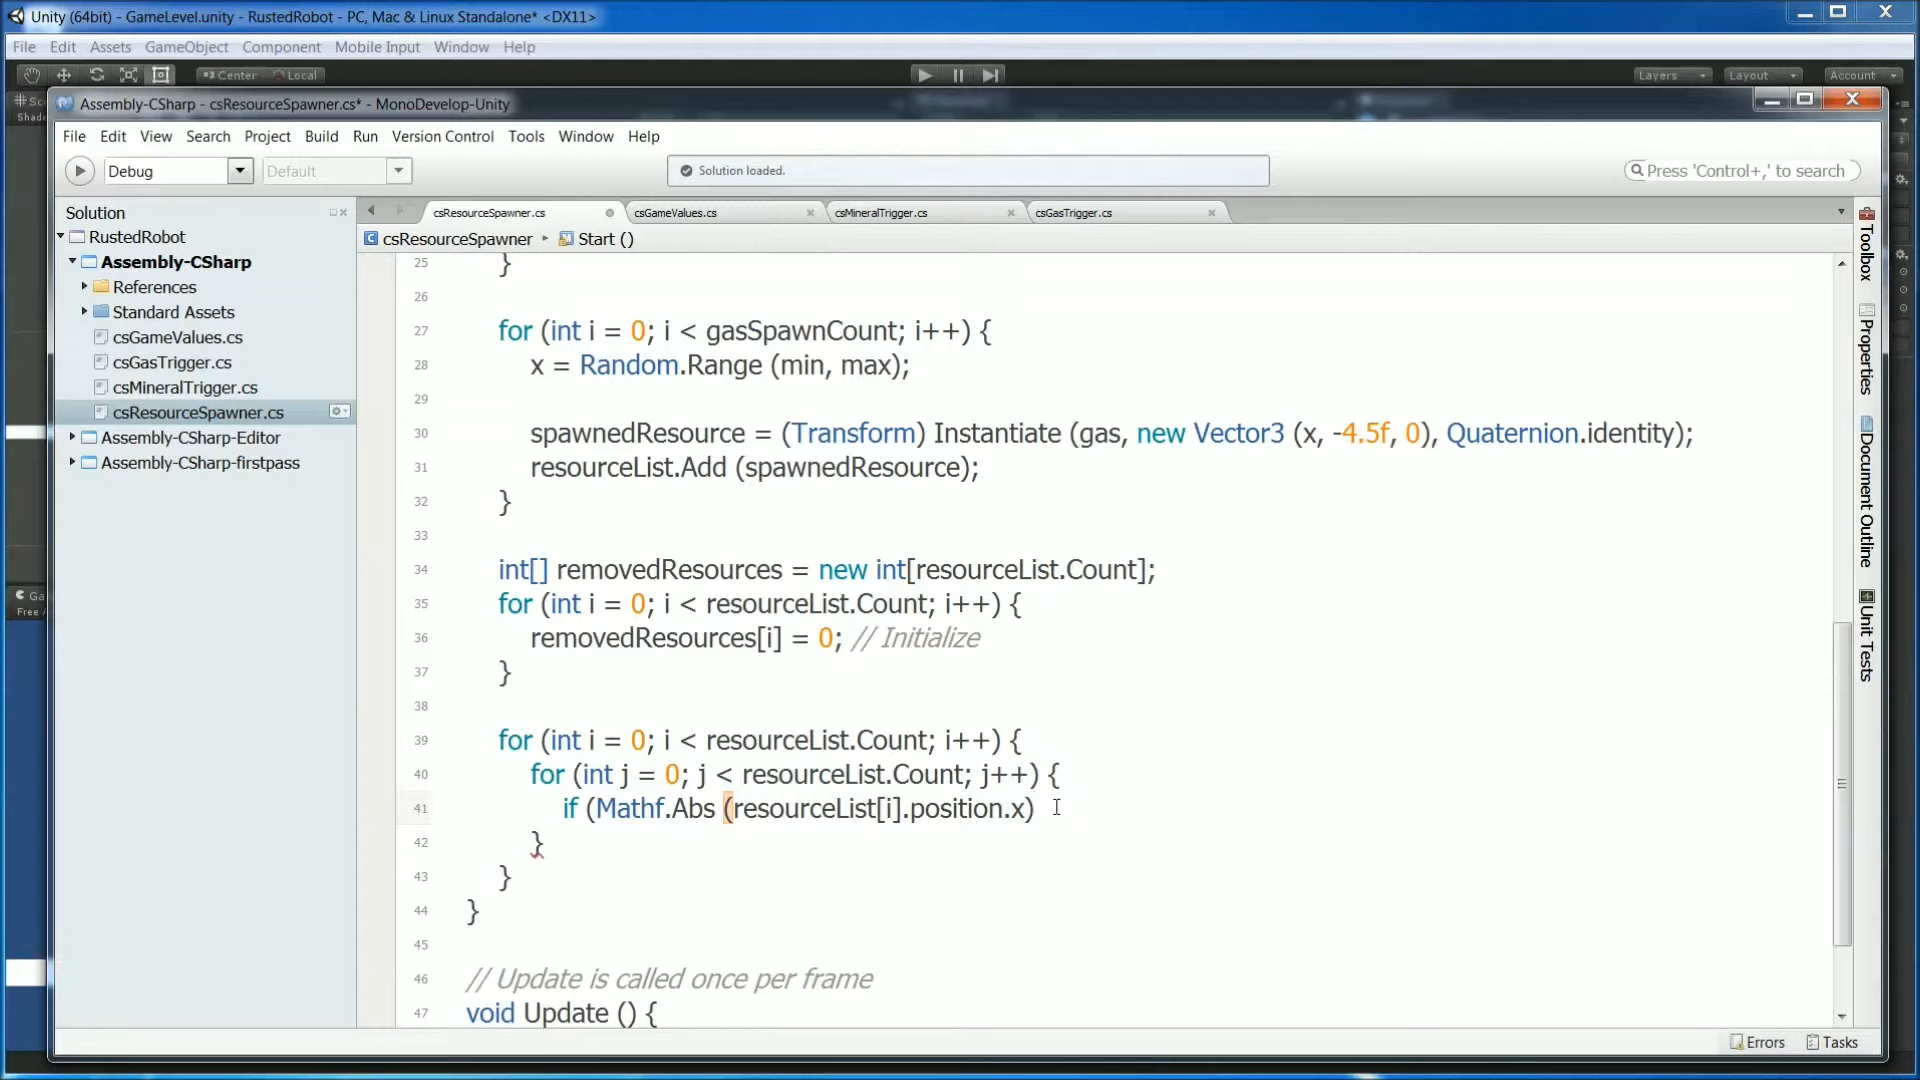 Unity (64bit) - GameLevel.unity - RustedRobot - PC, Mac & Linux Standalone* <DX11>
File Edit Assets GameObject Component Mobile Input Window Help
Center Local Layers Layout Account
Assembly-CSharp - csResourceSpawner.cs* - MonoDevelop-Unity
File Edit View Search Project Build Run Version Control Tools Window Help
Debug Default Solution loaded. Press 'Control+,' to search
Solution csResourceSpawner.cs csGameValues.cs csMineralTrigger.cs csGasTrigger.cs
RustedRobot csResourceSpawner Start ()
Assembly-CSharp
References
Standard Assets
csGameValues.cs
csGasTrigger.cs
csMineralTrigger.cs
csResourceSpawner.cs
Assembly-CSharp-Editor
Assembly-CSharp-firstpass
25 }
26
27 for (int i = 0; i < gasSpawnCount; i++) {
28 x = Random.Range (min, max);
29
30 spawnedResource = (Transform) Instantiate (gas, new Vector3 (x, -4.5f, 0), Quaternion.identity);
31 resourceList.Add (spawnedResource);
32 }
33
34 int[] removedResources = new int[resourceList.Count];
35 for (int i = 0; i < resourceList.Count; i++) {
36 removedResources[i] = 0; // Initialize
37 }
38
39 for (int i = 0; i < resourceList.Count; i++) {
40 for (int j = 0; j < resourceList.Count; j++) {
41 if (Mathf.Abs (resourceList[i].position.x)
42 }
43 }
44 }
45
46 // Update is called once per frame
47 void Update () {
Toolbox
Properties
Document Outline
Unit Tests
Errors Tasks
Sc
Shade
Ga
Free A